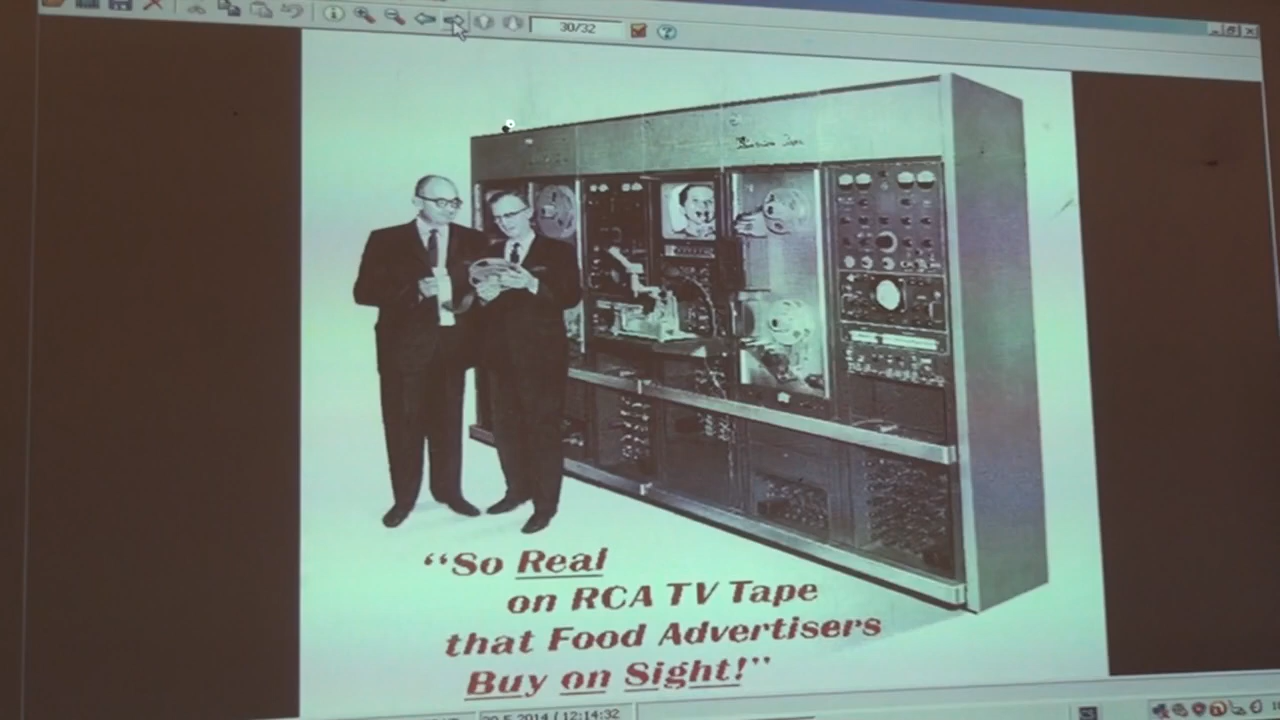 30/32
“So Real
on RCA TV Tape
that Food Advertisers
Buy on Sight!”
20.5.2014 / 12:14:32